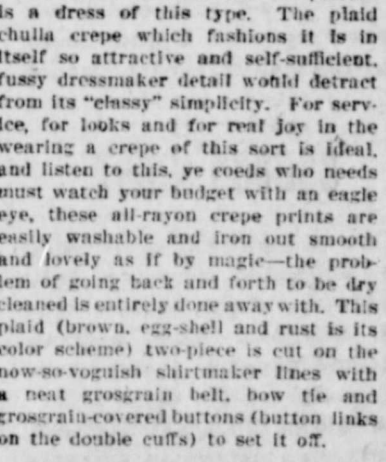 is a dress of this type. The plaid
chulla crepe which fashions it is in
itself so attractive and self-sufficient,
fussy dressmaker detail would detract
from its "classy" simplicity. For serv-
ice, for looks and for real joy in the
wearing a crepe of this sort is ideal,
and listen to this, ye coeds who needs
must watch your budget with an eagle
eye, these all-rayon crepe prints are
easily washable and iron out smooth
and lovely as if by magic—the prob-
lem of going back and forth to be dry
cleaned is entirely done away with. This
plaid (brown, egg-shell and rust is its
color scheme) two-piece is cut on the
now-so-voguish shirtmaker lines with
a neat grosgrain belt, bow tie and
grosgrain-covered buttons (button links
on the double cuffs) to set it off.